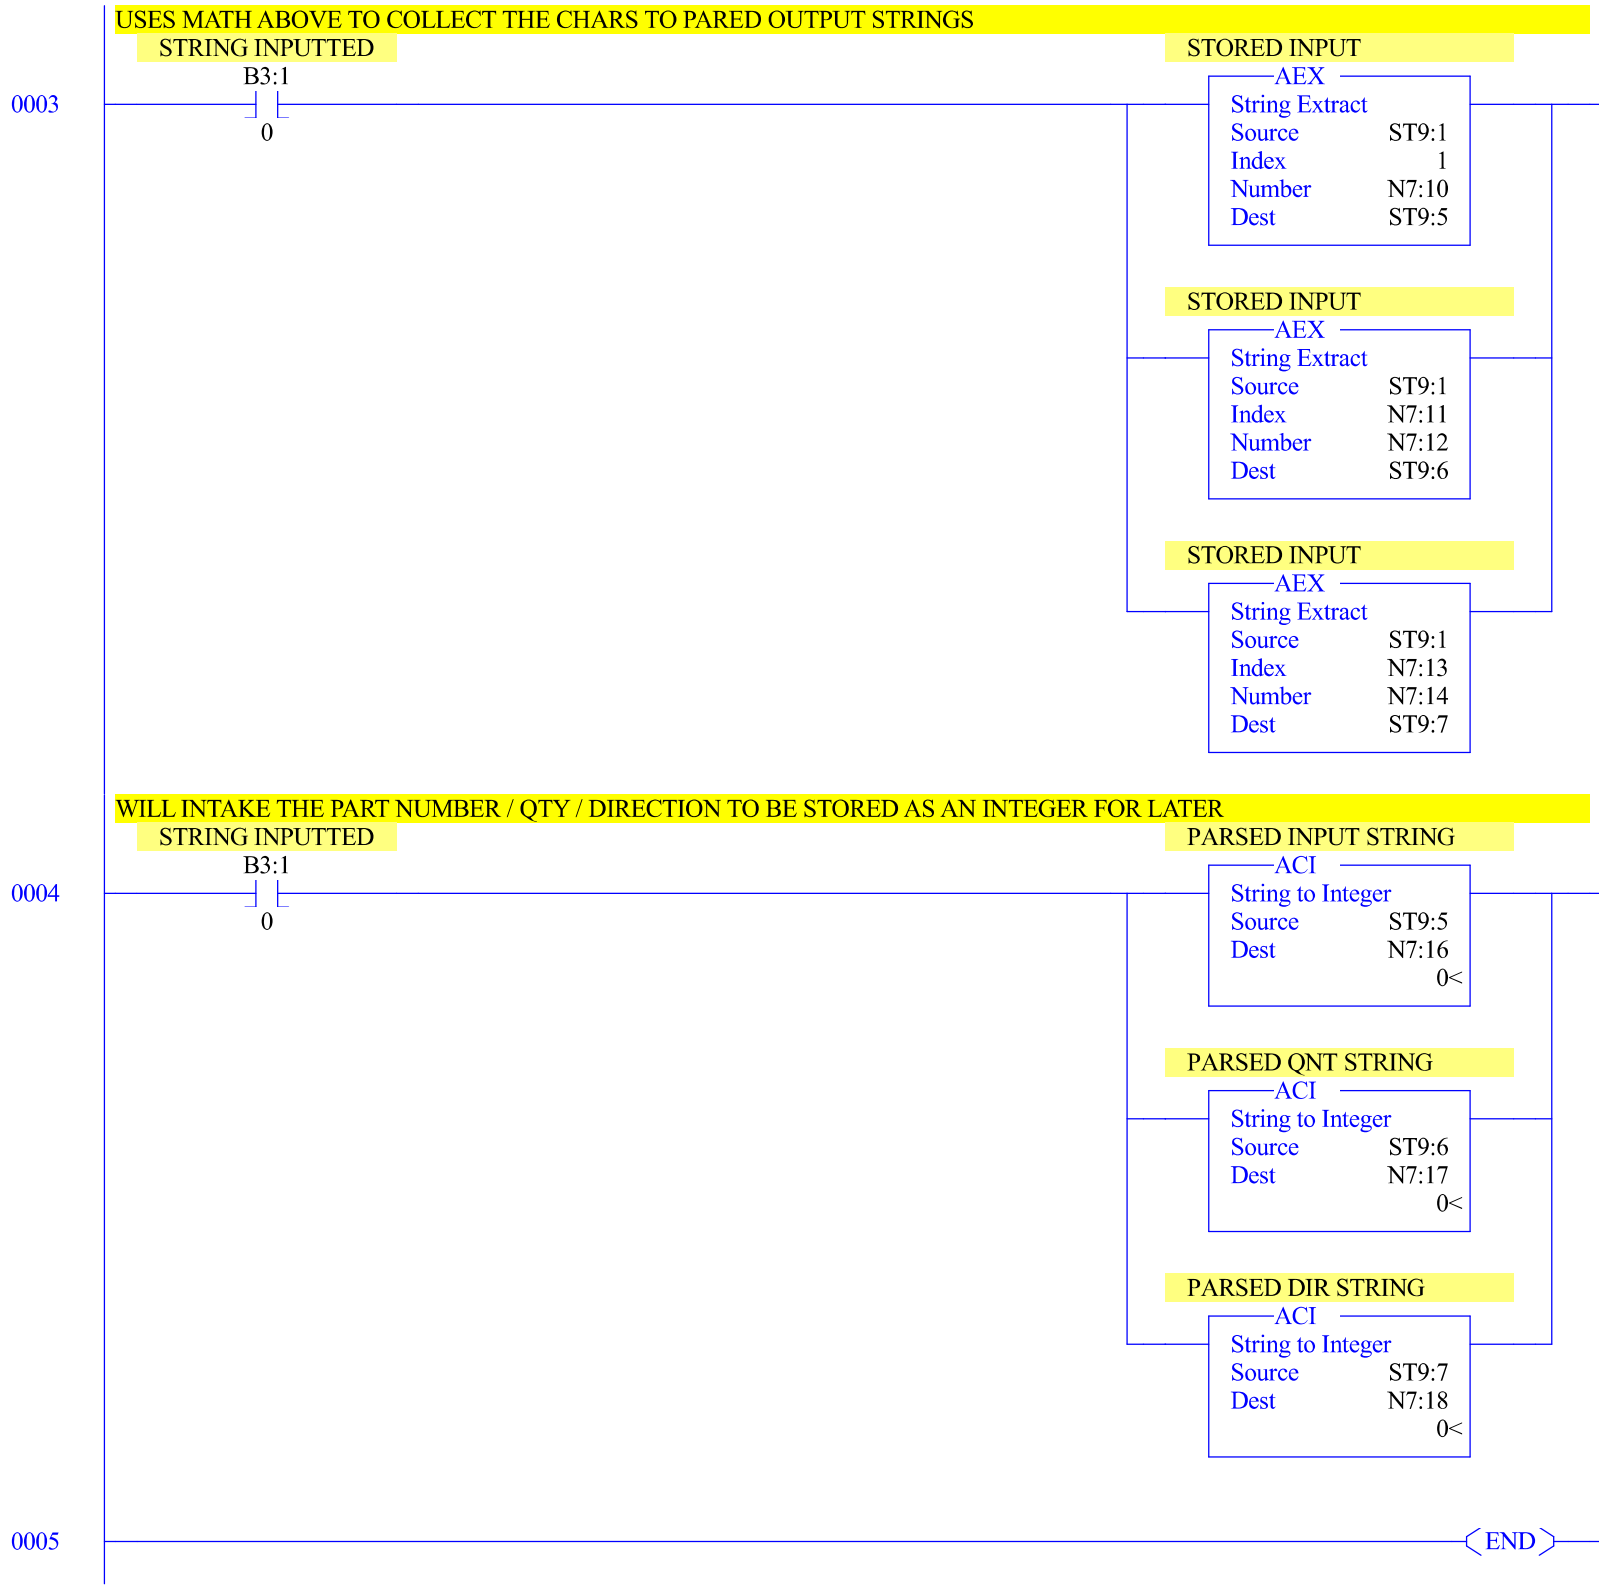 USES MATH ABOVE TO COLLECT THE CHARS TO PARED OUTPUT STRINGS
STRING INPUTTED
B3:1
0
0003
STORED INPUT
AEX
String Extract
Source ST9:1
Index 1
Number N7:10
Dest ST9:5
STORED INPUT
AEX
String Extract
Source ST9:1
Index N7:11
Number N7:12
Dest ST9:6
STORED INPUT
AEX
String Extract
Source ST9:1
Index N7:13
Number N7:14
Dest ST9:7
WILL INTAKE THE PART NUMBER / QTY / DIRECTION TO BE STORED AS AN INTEGER FOR LATER
STRING INPUTTED
B3:1
0
0004
PARSED INPUT STRING
ACI
String to Integer
Source ST9:5
Dest N7:16
0<
PARSED QNT STRING
ACI
String to Integer
Source ST9:6
Dest N7:17
0<
PARSED DIR STRING
ACI
String to Integer
Source ST9:7
Dest N7:18
0<
0005
END